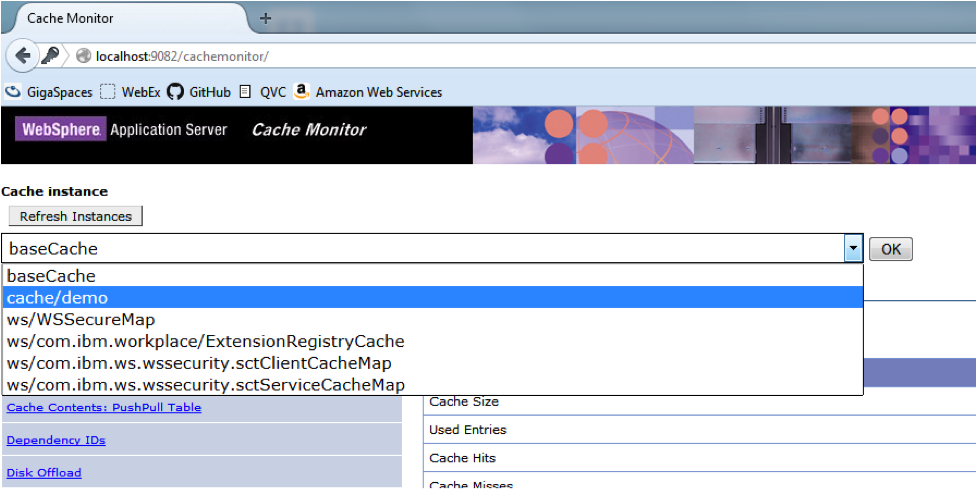 Cache Monitor
localhost:9082/cachemonitor/
GigaSpaces WebEx GitHub QVC Amazon Web Services
WebSphere Application Server Cache Monitor
Cache instance
Refresh Instances
baseCache OK
baseCache
cache/demo
ws/WSSecureMap
ws/com.ibm.workplace/ExtensionRegistryCache
ws/com.ibm.ws.wssecurity.sctClientCacheMap
ws/com.ibm.ws.wssecurity.sctServiceCacheMap
Cache Contents: PushPull Table
Dependency IDs
Disk Offload
Cache Size
Used Entries
Cache Hits
Cache Misses